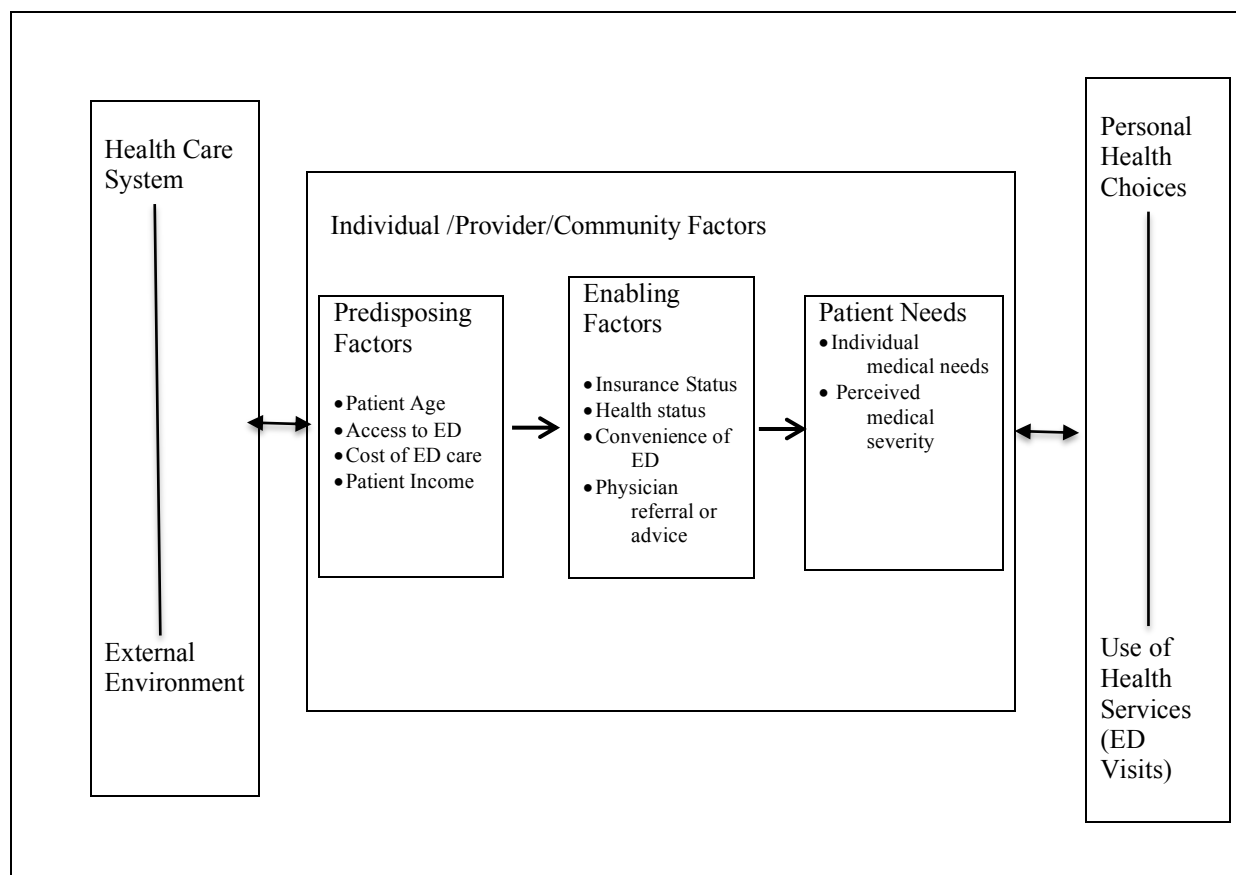 Health Care
System
External
Environment
Individual /Provider/Community Factors
Predisposing
Factors
• Patient Age
• Access to ED
• Cost of ED care
• Patient Income
Enabling
Factors
• Insurance Status
• Health status
• Convenience of
ED
• Physician
referral or
advice
Patient Needs
• Individual
medical needs
• Perceived
medical
severity
Personal
Health
Choices
Use of
Health
Services
(ED
Visits)